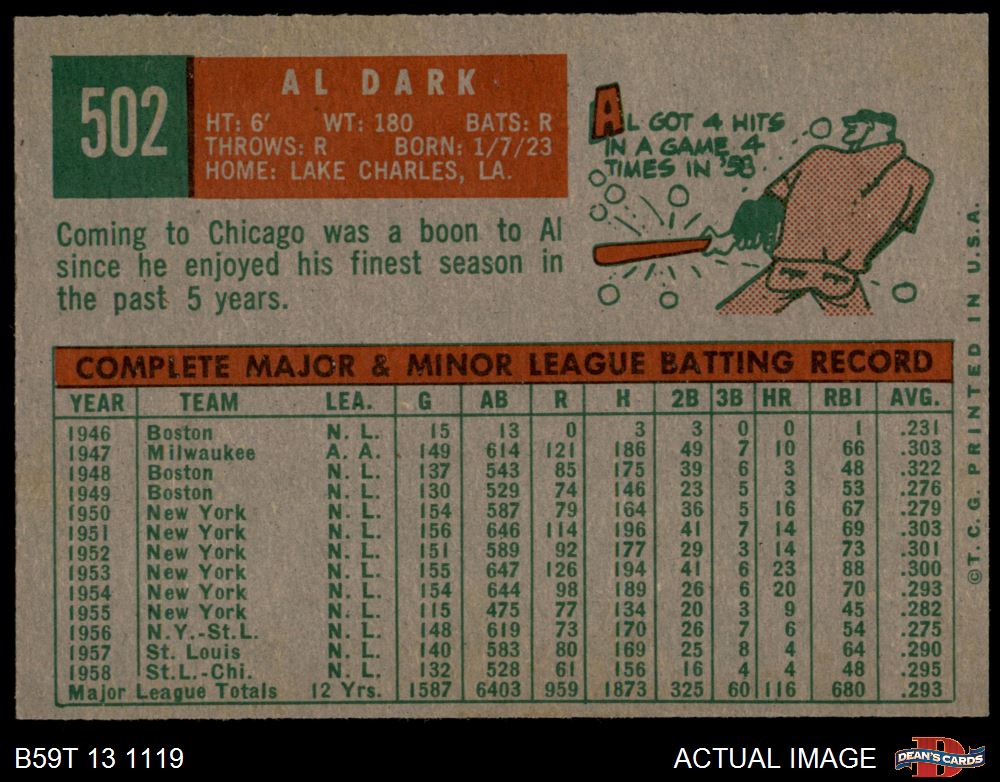 502
AL DARK
HT: 6' WT: 180 BATS: R
THROWS: R BORN: 1/7/23
HOME: LAKE CHARLES, LA.
AL GOT 4 HITS
IN A GAME 4
TIMES IN '58
Coming to Chicago was a boon to Al
since he enjoyed his finest season in
the past 5 years.
COMPLETE MAJOR & MINOR LEAGUE BATTING RECORD
YEAR TEAM LEA. G AB R H 2B 3B HR RBI AVG.
1946 Boston N. L. 15 13 0 3 3 0 0 1 .231
1947 Milwaukee A. A. 149 614 121 186 49 7 10 66 .303
1948 Boston N. L. 137 543 85 175 39 6 3 48 .322
1949 Boston N. L. 130 529 74 146 23 5 3 53 .276
1950 New York N. L. 154 587 79 164 36 5 16 67 .279
1951 New York N. L. 156 646 114 196 41 7 14 69 .303
1952 New York N. L. 151 589 92 177 29 3 14 73 .301
1953 New York N. L. 155 647 126 194 41 6 23 88 .300
1954 New York N. L. 154 644 98 189 26 6 20 70 .293
1955 New York N. L. 115 475 77 134 20 3 9 45 .282
1956 N.Y.-St.L. N. L. 148 619 73 170 26 7 6 54 .275
1957 St. Louis N. L. 140 583 80 169 25 8 4 64 .290
1958 St.L.-Chi. N. L. 132 528 61 156 16 4 4 48 .295
Major League Totals 12 Yrs. 1587 6403 959 1873 325 60 116 680 .293
©T. C. G. PRINTED IN U.S.A.
B59T 13 1119
ACTUAL IMAGE
D
DEAN'S CARDS